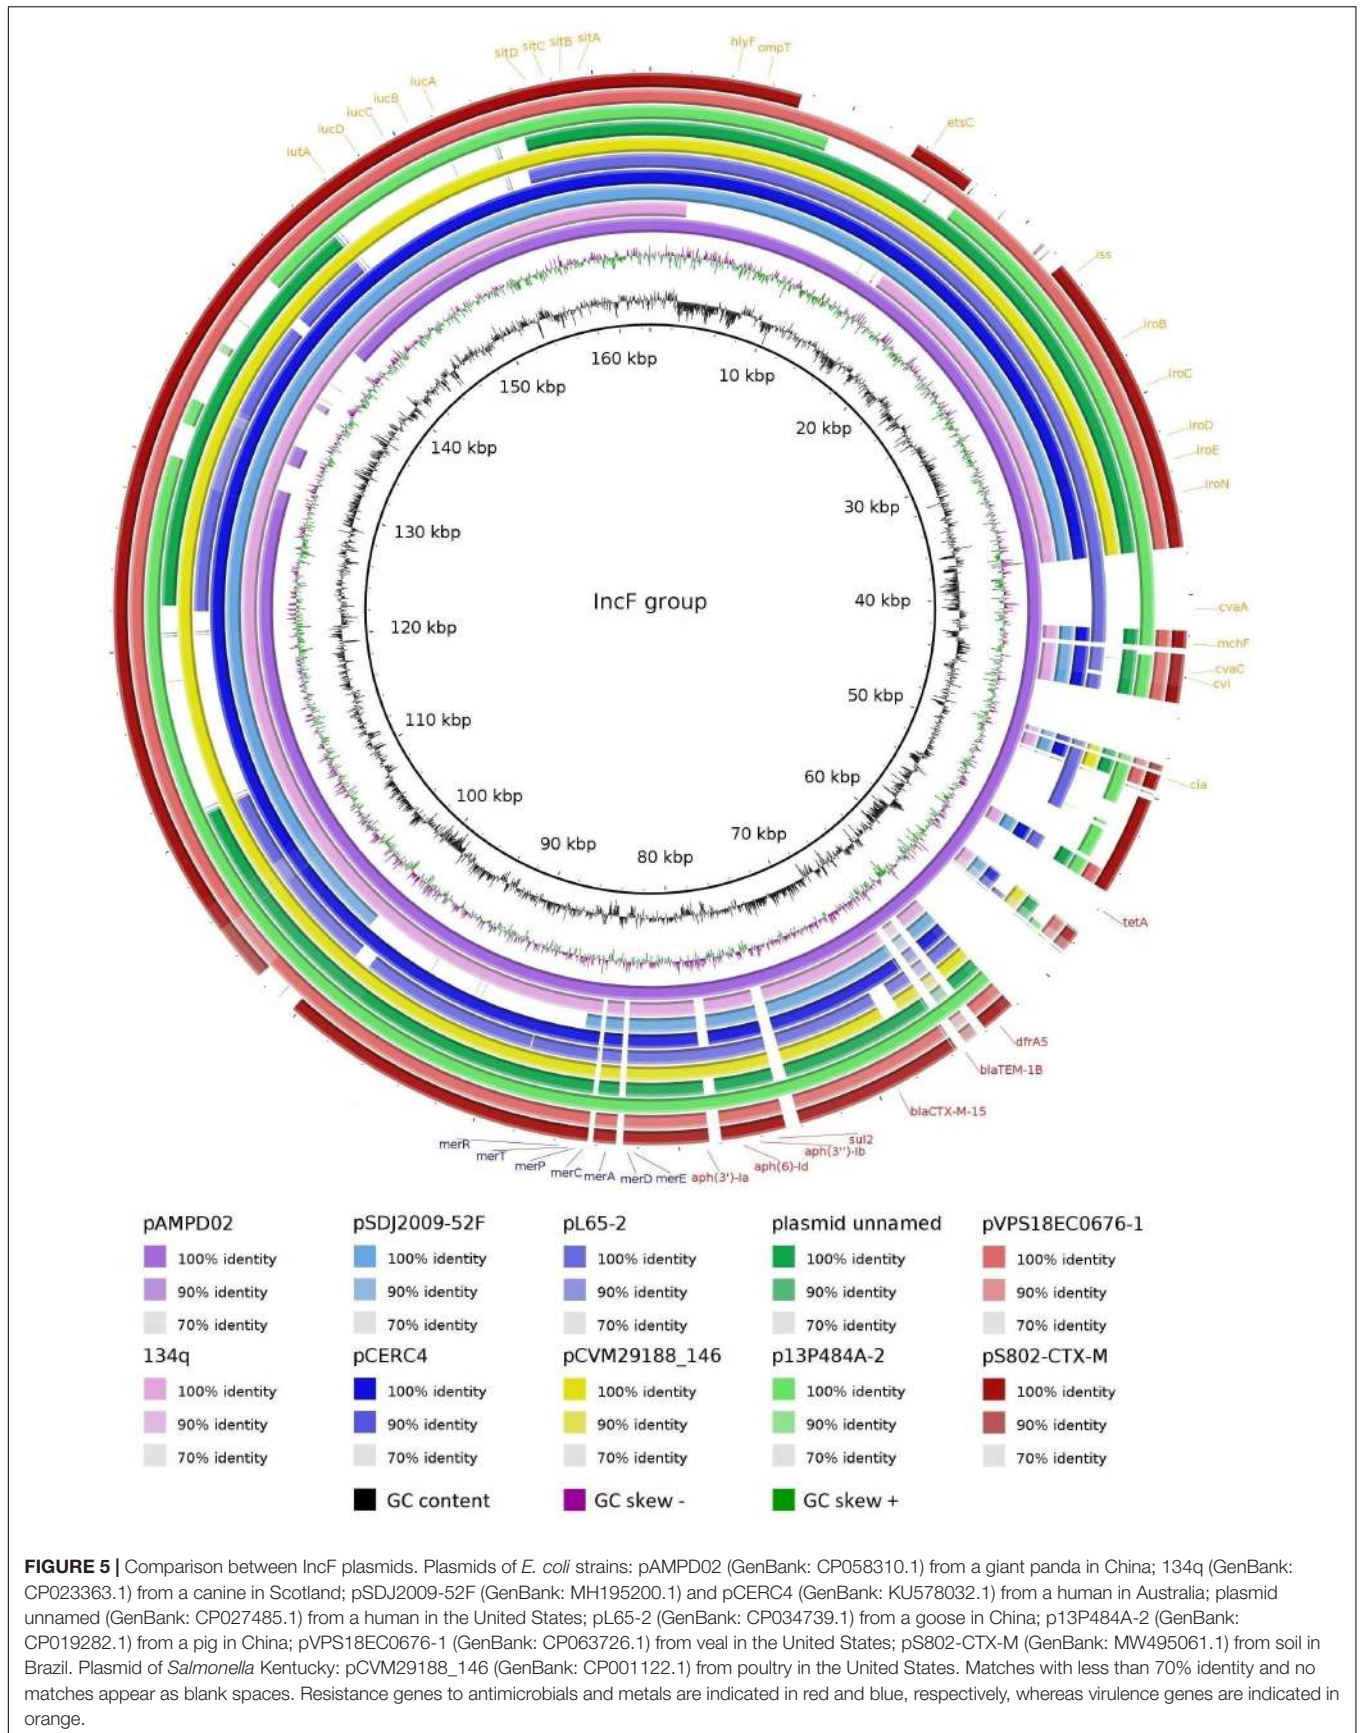 sitD sitC sitB sitA
hlyF ompT
iucA
iucB
iucC
iucD
iutA
etsC
iss
iroB
iroC
iroD
iroE
iroN
cvaA
mchF
cvaC
cvi
cia
tetA
dfrA5
blaTEM-1B
blaCTX-M-15
sul2
aph(3'')-Ib
aph(6)-Id
aph(3')-Ia
merR
merT
merP
merC merA merD merE
160 kbp
10 kbp
20 kbp
30 kbp
40 kbp
50 kbp
60 kbp
70 kbp
80 kbp
90 kbp
100 kbp
110 kbp
120 kbp
130 kbp
140 kbp
150 kbp
IncF group
pAMPD02 pSDJ2009-52F pL65-2 plasmid unnamed pVPS18EC0676-1
100% identity 100% identity 100% identity 100% identity 100% identity
90% identity 90% identity 90% identity 90% identity 90% identity
70% identity 70% identity 70% identity 70% identity 70% identity
134q pCERC4 pCVM29188_146 p13P484A-2 pS802-CTX-M
100% identity 100% identity 100% identity 100% identity 100% identity
90% identity 90% identity 90% identity 90% identity 90% identity
70% identity 70% identity 70% identity 70% identity 70% identity
GC content GC skew - GC skew +
FIGURE 5 | Comparison between IncF plasmids. Plasmids of E. coli strains: pAMPD02 (GenBank: CP058310.1) from a giant panda in China; 134q (GenBank:
CP023363.1) from a canine in Scotland; pSDJ2009-52F (GenBank: MH195200.1) and pCERC4 (GenBank: KU578032.1) from a human in Australia; plasmid
unnamed (GenBank: CP027485.1) from a human in the United States; pL65-2 (GenBank: CP034739.1) from a goose in China; p13P484A-2 (GenBank:
CP019282.1) from a pig in China; pVPS18EC0676-1 (GenBank: CP063726.1) from veal in the United States; pS802-CTX-M (GenBank: MW495061.1) from soil in
Brazil. Plasmid of Salmonella Kentucky: pCVM29188_146 (GenBank: CP001122.1) from poultry in the United States. Matches with less than 70% identity and no
matches appear as blank spaces. Resistance genes to antimicrobials and metals are indicated in red and blue, respectively, whereas virulence genes are indicated in
orange.